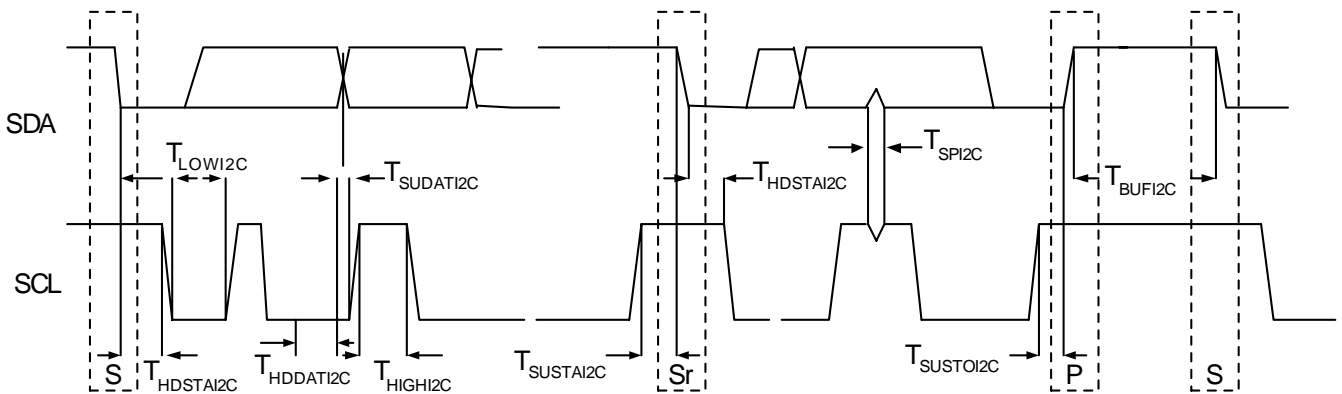 SDA
T_LOWI2C
T_SUDATI2C
T_SPI2C
T_HDSTAI2C
T_BUFI2C
SCL
S
T_HDSTAI2C
T_HDDATI2C
T_HIGHI2C
T_SUSTAI2C
Sr
T_SUSTOI2C
P
S